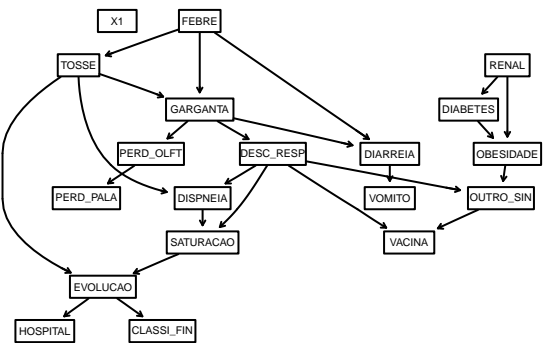 X1
FEBRE
TOSSE
RENAL
GARGANTA
DIABETES
PERD_OLFT
DESC_RESP
DIARREIA
OBESIDADE
PERD_PALA
DISPNEIA
VOMITO
OUTRO_SIN
SATURACAO
VACINA
EVOLUCAO
HOSPITAL
CLASSI_FIN